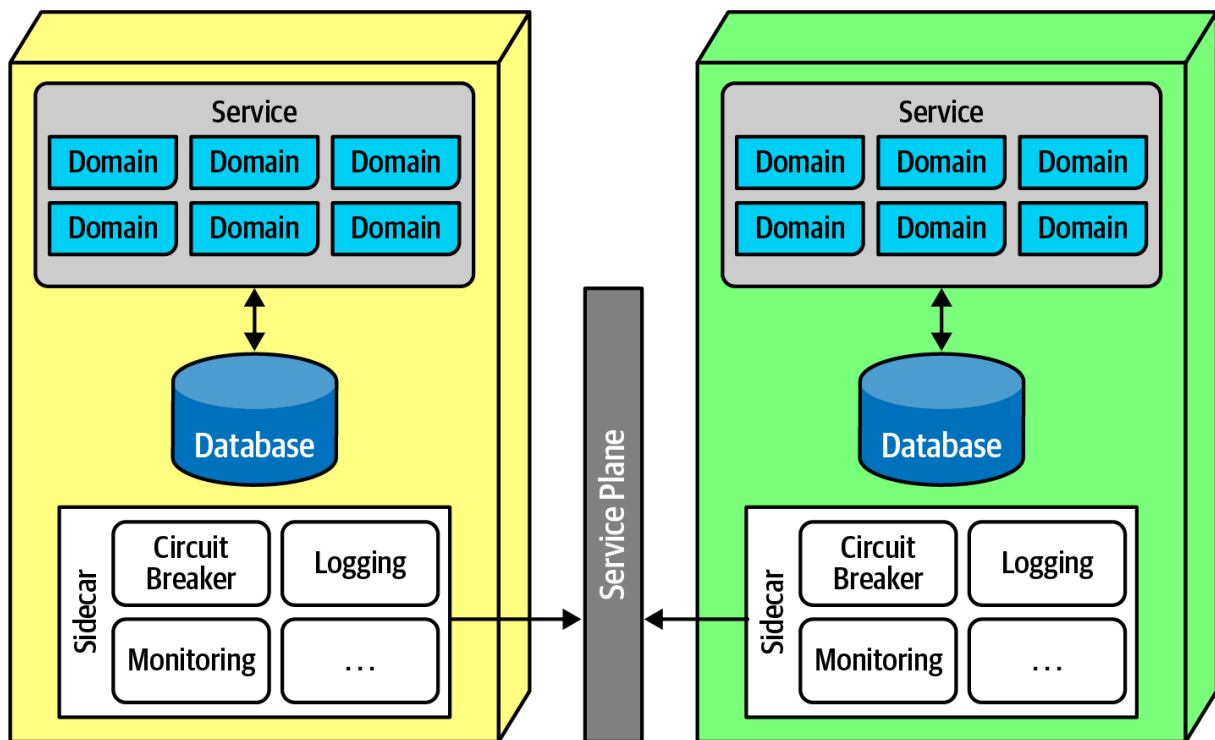 Service
Domain Domain Domain
Domain Domain Domain
Database
Sidecar
Circuit
Breaker
Logging
Monitoring
...
Service Plane
Service
Domain Domain Domain
Domain Domain Domain
Database
Sidecar
Circuit
Breaker
Logging
Monitoring
...